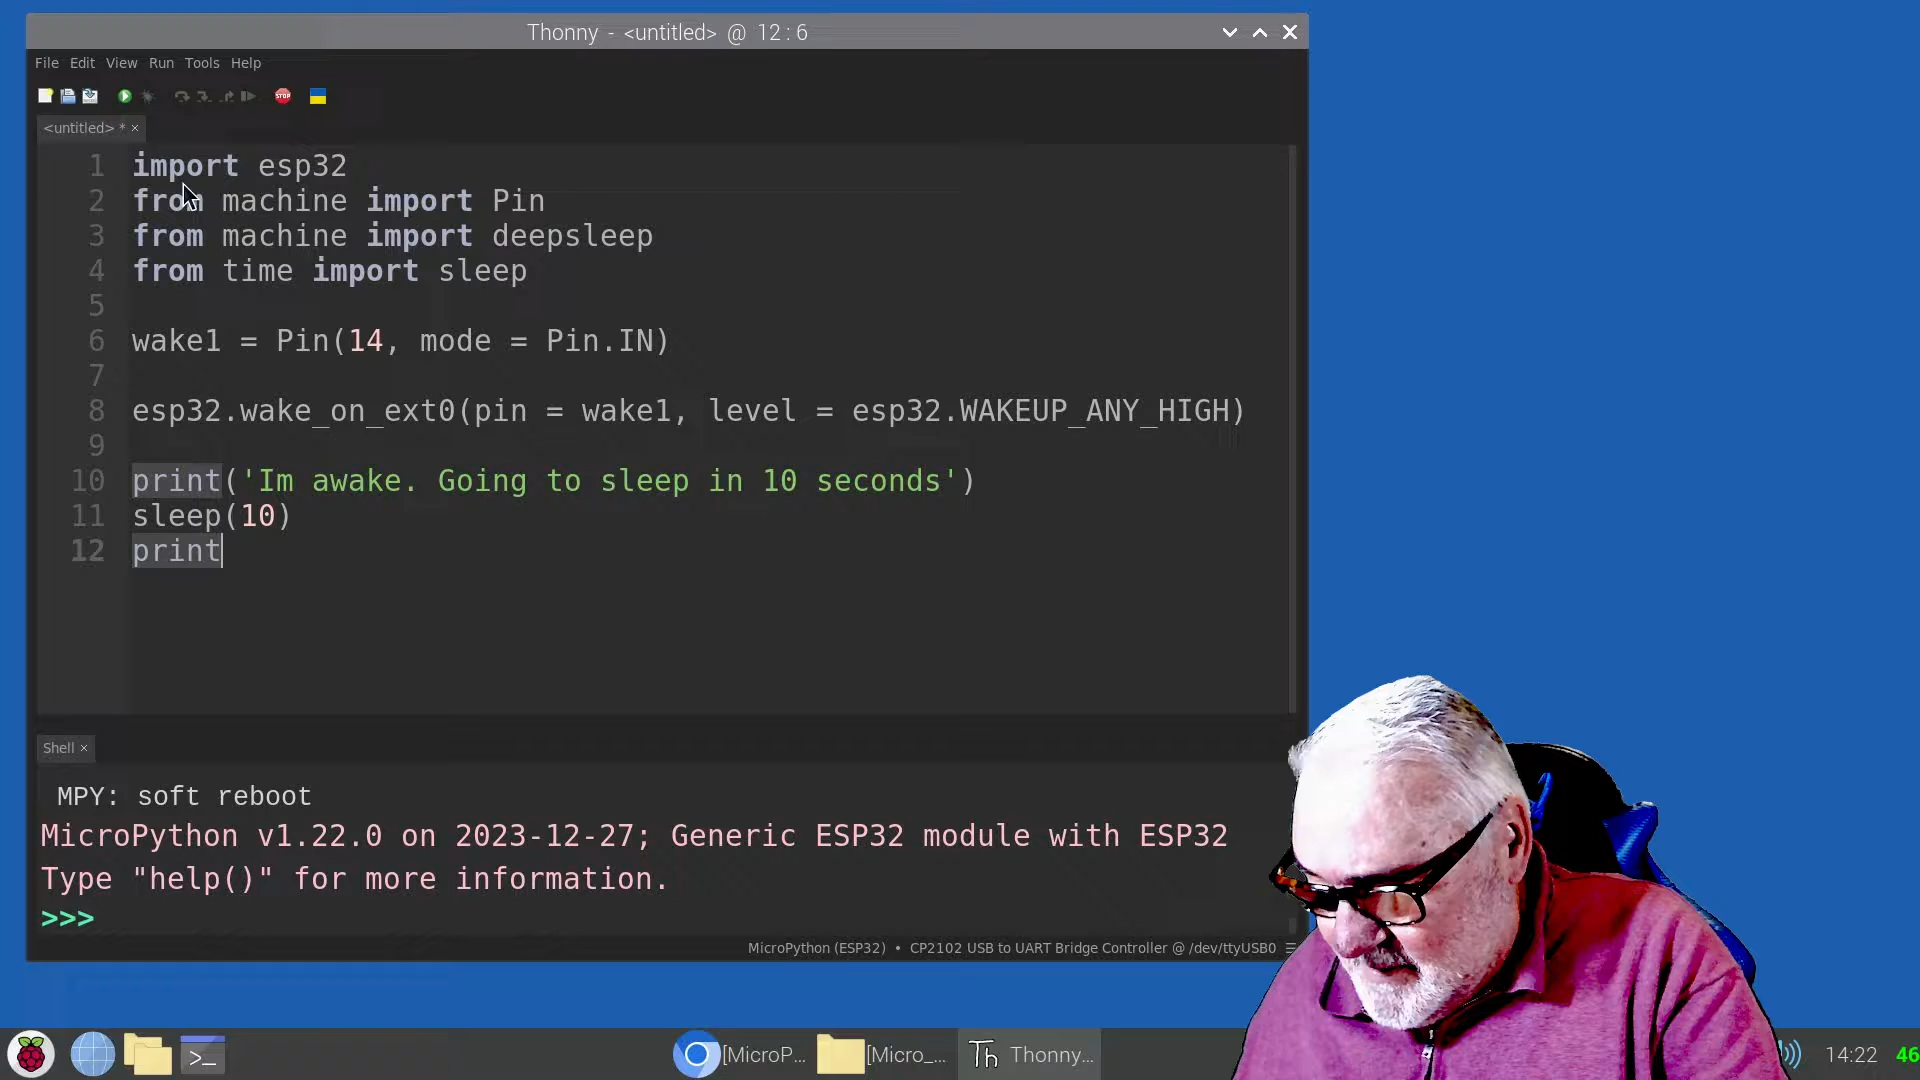 Thonny - <untitled> @ 12 : 6
File Edit View Run Tools Help
STOP
<untitled> * ×
1 import esp32
2 from machine import Pin
3 from machine import deepsleep
4 from time import sleep
5
6 wake1 = Pin(14, mode = Pin.IN)
7
8 esp32.wake_on_ext0(pin = wake1, level = esp32.WAKEUP_ANY_HIGH)
9
10 print('Im awake. Going to sleep in 10 seconds')
11 sleep(10)
12 print
Shell ×
MPY: soft reboot
MicroPython v1.22.0 on 2023-12-27; Generic ESP32 module with ESP32
Type "help()" for more information.
>>>
MicroPython (ESP32) • CP2102 USB to UART Bridge Controller @ /dev/ttyUSB0 ☰
>_ [MicroP... [Micro_... Th Thonny... 14:22 46